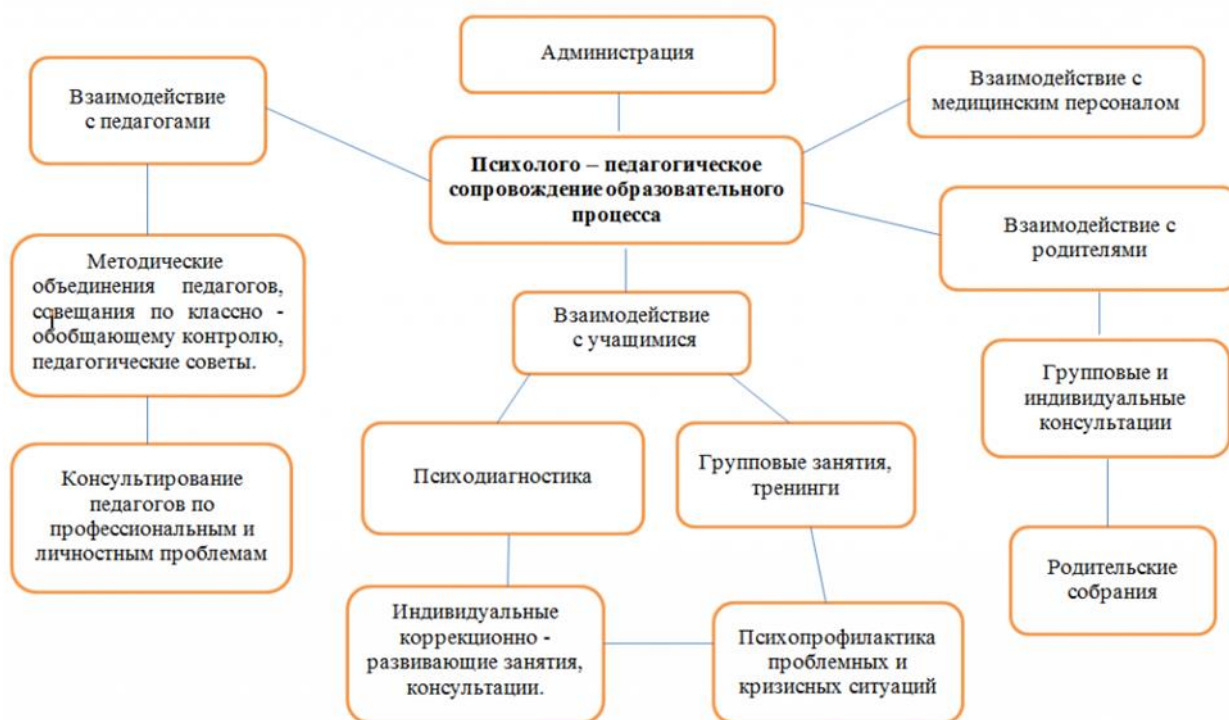 Администрация
Взаимодействие
с педагогами
Взаимодействие с
медицинским персоналом
Психолого – педагогическое
сопровождение образовательного
процесса
Взаимодействие с
родителями
Методические
объединения педагогов,
совещания по классно -
обобщающему контролю,
педагогические советы.
Взаимодействие
с учащимися
Групповые и
индивидуальные
консультации
Психодиагностика
Групповые занятия,
тренинги
Консультирование
педагогов по
профессиональным и
личностным проблемам
Родительские
собрания
Индивидуальные
коррекционно -
развивающие занятия,
консультации.
Психопрофилактика
проблемных и
кризисных ситуаций